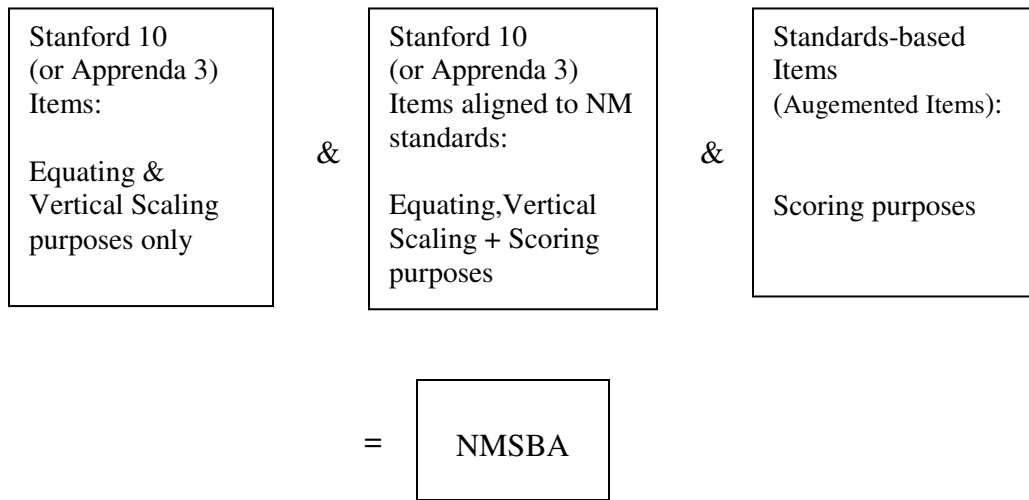 Stanford 10
(or Apprenda 3)
Items:
Equating &
Vertical Scaling
purposes only
&
Stanford 10
(or Apprenda 3)
Items aligned to NM
standards:
Equating,Vertical
Scaling + Scoring
purposes
&
Standards-based
Items
(Augemented Items):
Scoring purposes
=
NMSBA